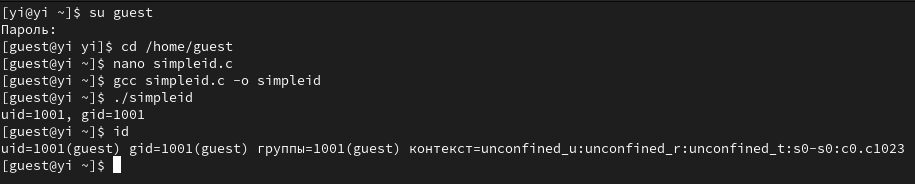 [yi@yi ~]$ su guest
Пароль:
[guest@yi yi]$ cd /home/guest
[guest@yi ~]$ nano simpleid.c
[guest@yi ~]$ gcc simpleid.c -o simpleid
[guest@yi ~]$ ./simpleid
uid=1001, gid=1001
[guest@yi ~]$ id
uid=1001(guest) gid=1001(guest) группы=1001(guest) контекст=unconfined_u:unconfined_r:unconfined_t:s0-s0:c0.c1023
[guest@yi ~]$